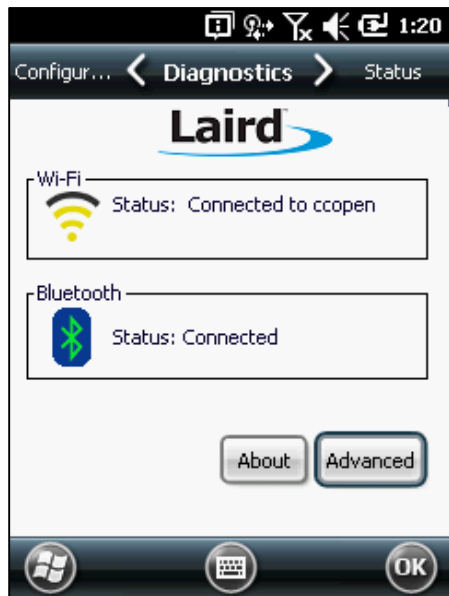 1:20
Configur... Diagnostics Status
Laird
Wi-Fi
Status: Connected to ccopen
Bluetooth
Status: Connected
About Advanced
OK